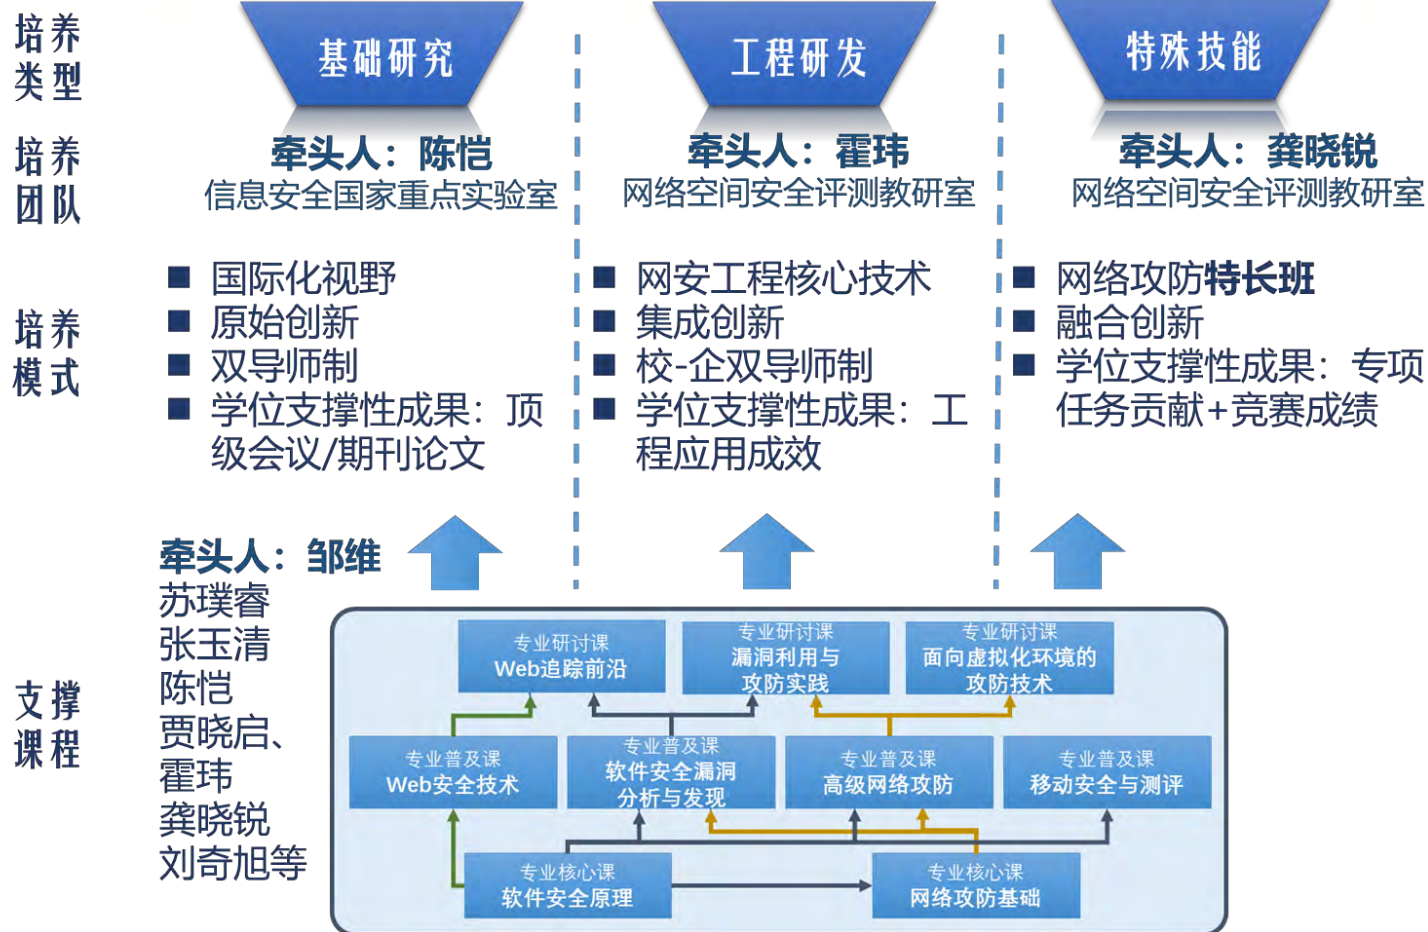 培养
类型
基础研究
工程研发
特殊技能
培养
团队
牵头人：陈恺
信息安全国家重点实验室
牵头人：霍玮
网络空间安全评测教研室
牵头人：龚晓锐
网络空间安全评测教研室
培养
模式
■ 国际化视野
■ 原始创新
■ 双导师制
■ 学位支撑性成果：顶
级会议/期刊论文
■ 网安工程核心技术
■ 集成创新
■ 校-企双导师制
■ 学位支撑性成果：工
程应用成效
■ 网络攻防特长班
■ 融合创新
■ 学位支撑性成果：专项
任务贡献+竞赛成绩
支撑
课程
牵头人：邹维
苏璞睿
张玉清
陈恺
贾晓启、
霍玮
龚晓锐
刘奇旭等
专业研讨课
Web追踪前沿
专业研讨课
漏洞利用与
攻防实践
专业研讨课
面向虚拟化环境的
攻防技术
专业普及课
Web安全技术
专业普及课
软件安全漏洞
分析与发现
专业普及课
高级网络攻防
专业普及课
移动安全与测评
专业核心课
软件安全原理
专业核心课
网络攻防基础